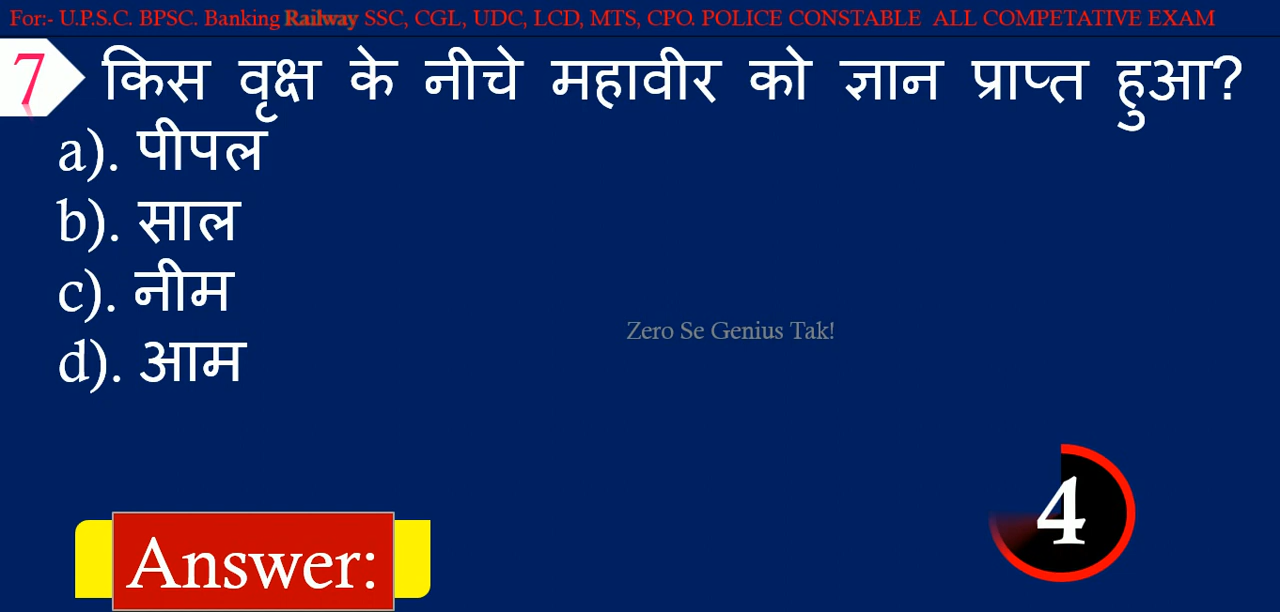 For:- U.P.S.C. BPSC. Banking Railway SSC, CGL, UDC, LCD, MTS, CPO. POLICE CONSTABLE ALL COMPETATIVE EXAM
7 किस वृक्ष के नीचे महावीर को ज्ञान प्राप्त हुआ?
a). पीपल
b). साल
c). नीम
d). आम
Zero Se Genius Tak!
4
Answer: